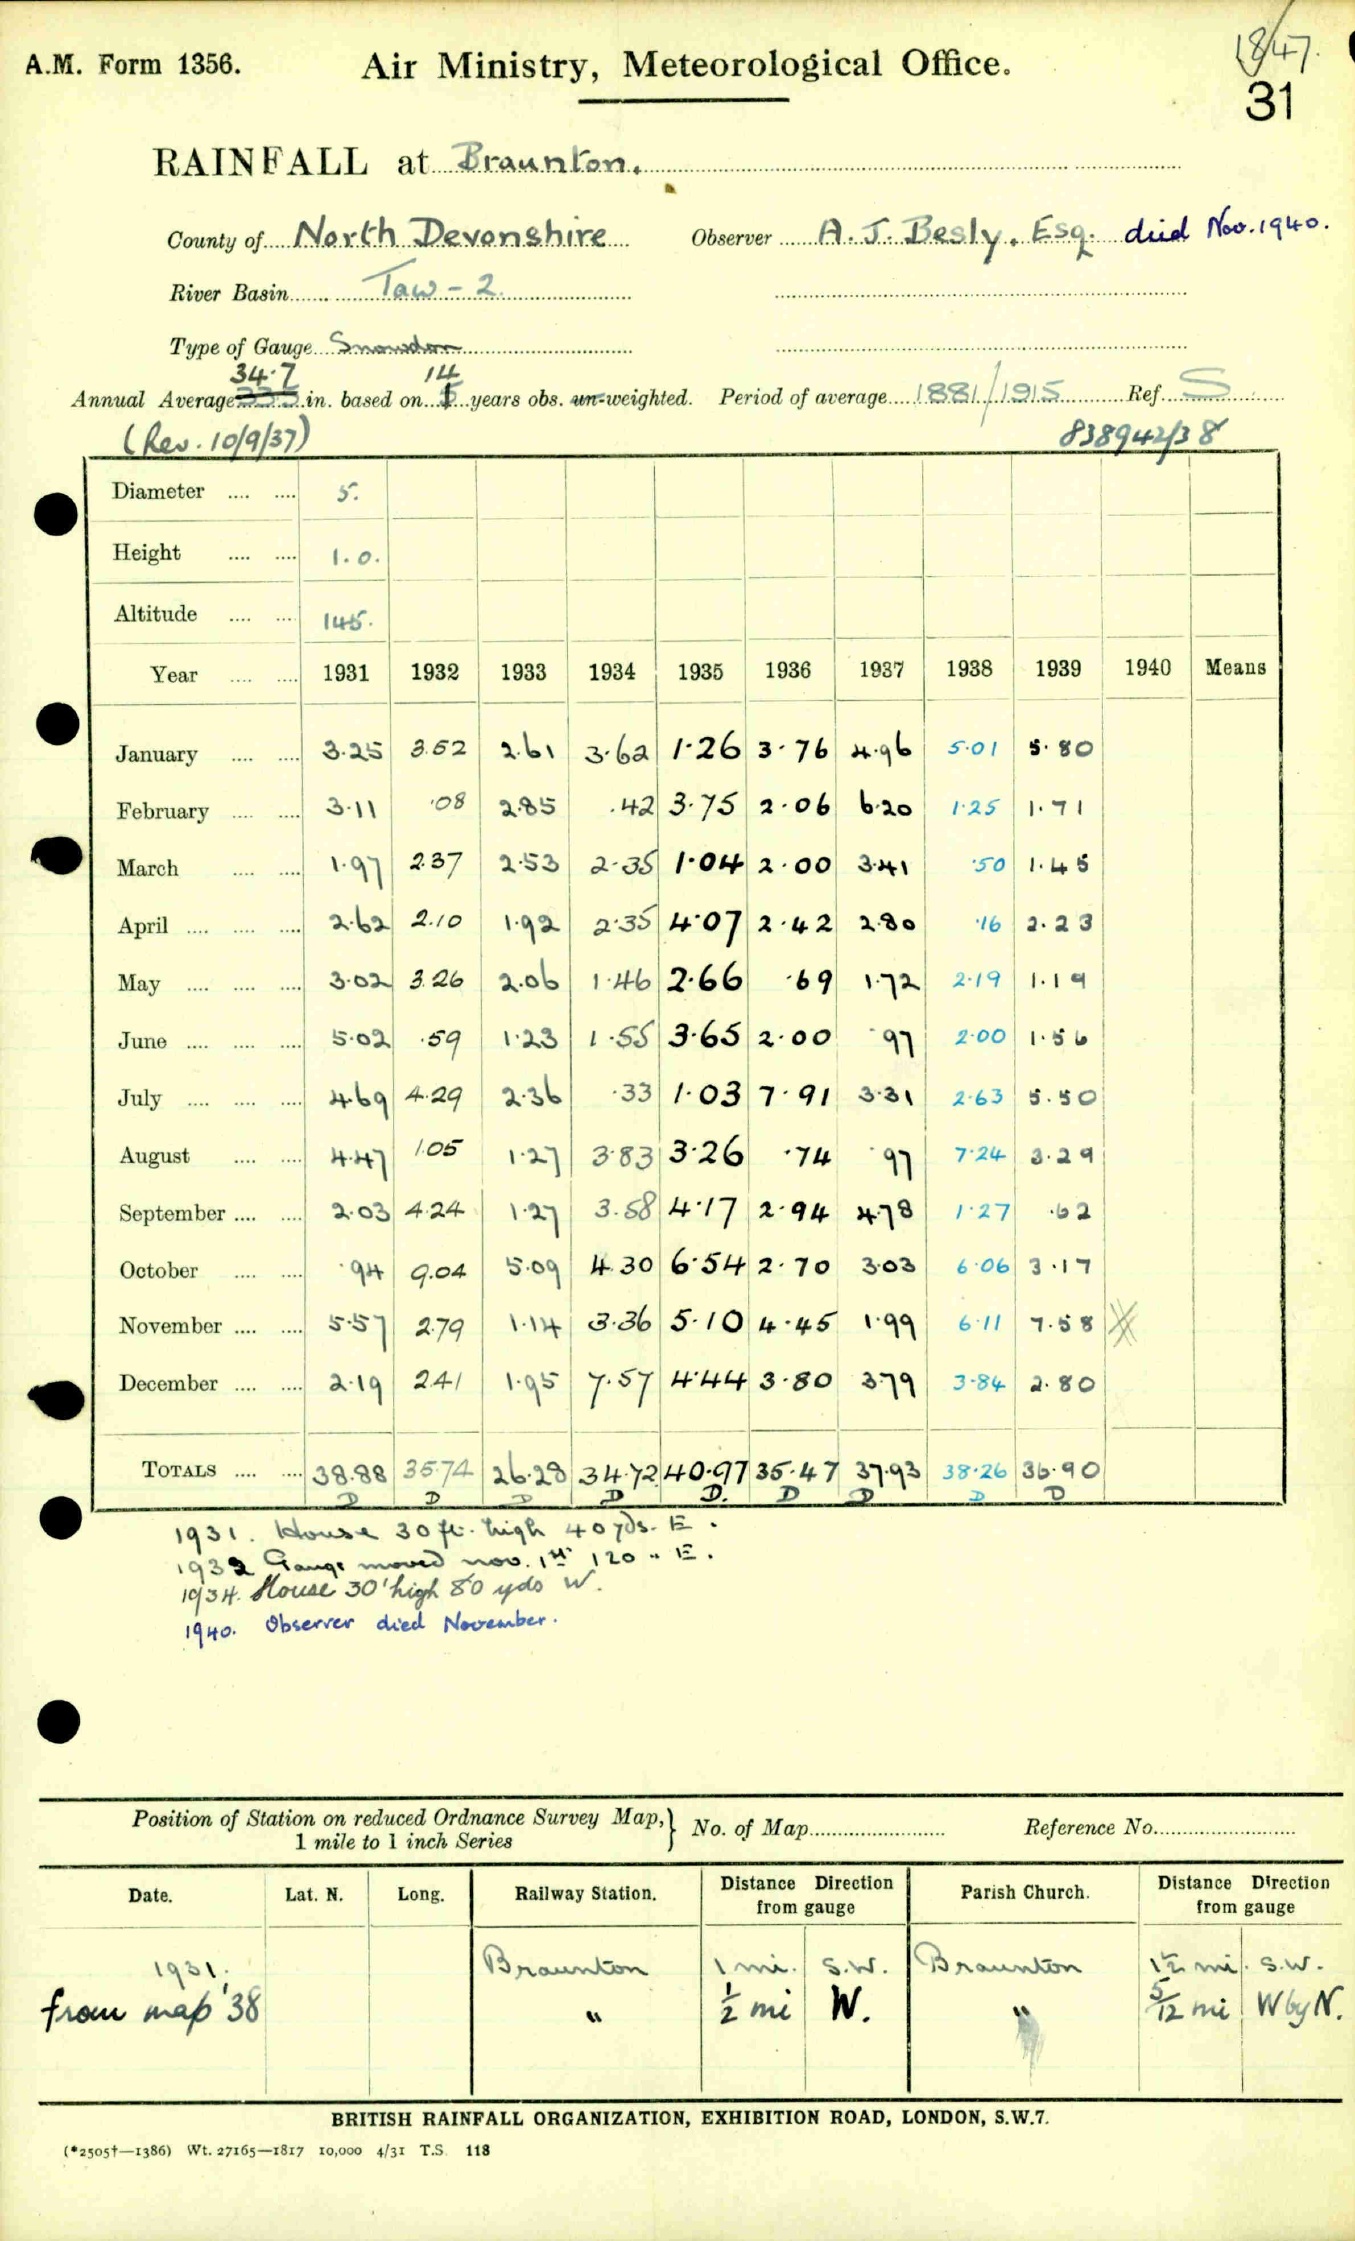 A.M. Form 1356. Air Ministry, Meteorological Office. 1847.
31
RAINFALL at Braunton.
County of North Devonshire Observer A. J. Besly, Esq. died Nov. 1940.
River Basin Taw - 2
Type of Gauge Snowdon
34.7 14
Annual Average in. based on years obs. un-weighted. Period of average 1881/1915 Ref. S
(Rev. 10/9/37) 838942/38
Diameter .... .... 5.
Height .... .... 1.0.
Altitude .... .... 145.
Year .... .... 1931 1932 1933 1934 1935 1936 1937 1938 1939 1940 Means
January .... .... 3.25 3.52 2.61 3.62 1.26 3.76 4.96 5.01 5.80
February .... .... 3.11 .08 2.85 .42 3.75 2.06 6.20 1.25 1.71
March .... .... 1.97 2.37 2.53 2.35 1.04 2.00 3.41 .50 1.45
April .... .... .... 2.62 2.10 1.92 2.35 4.07 2.42 2.80 .16 2.23
May .... .... .... 3.02 3.26 2.06 1.46 2.66 .69 1.72 2.19 1.19
June .... .... .... 5.02 .59 1.23 1.55 3.65 2.00 .97 2.00 1.56
July .... .... .... 4.69 4.29 2.36 .33 1.03 7.91 3.31 2.63 5.50
August .... .... 4.47 1.05 1.27 3.83 3.26 .74 .97 7.24 3.29
September .... .... 2.03 4.24 1.27 3.58 4.17 2.94 4.78 1.27 .62
October .... .... .94 9.04 5.09 4.30 6.54 2.70 3.03 6.06 3.17
November .... .... 5.57 2.79 1.14 3.36 5.10 4.45 1.99 6.11 7.58
December .... .... 2.19 2.41 1.95 7.57 4.44 3.80 3.79 3.84 2.80
TOTALS .... .... 38.88 35.74 26.28 34.72 40.97 35.47 37.93 38.26 36.90
D D D D D. D D D D
1931. House 30 ft. high 40 yds. E.
1932 Gauge moved nov. 1st 120 " E.
1934. House 30' high 80 yds W.
1940. Observer died November.
Position of Station on reduced Ordnance Survey Map, } No. of Map Reference No.
1 mile to 1 inch Series
Date. Lat. N. Long. Railway Station. Distance Direction from gauge Parish Church. Distance Direction from gauge
1931. Braunton 1 mi. S.W. Braunton 1½ mi. S.W.
from map '38 " ½ mi W. " 5/12 mi W by N.
BRITISH RAINFALL ORGANIZATION, EXHIBITION ROAD, LONDON, S.W.7.
(*2505†—1386) Wt. 27165—1817 10,000 4/31 T.S. 118